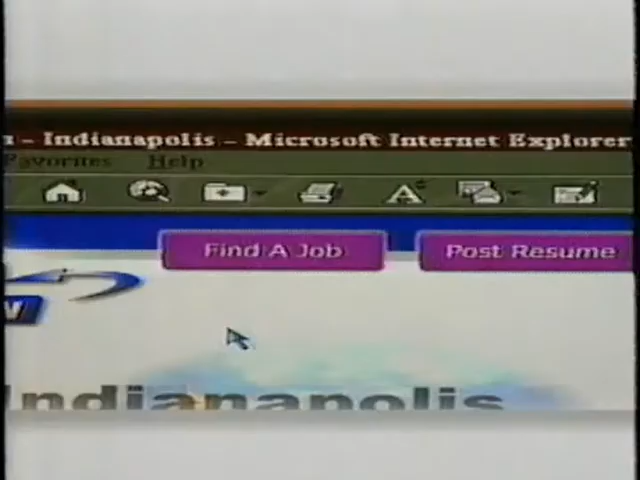 - Indianapolis - Microsoft Internet Explorer
Favorites Help
Find A Job Post Resume
Indianapolis